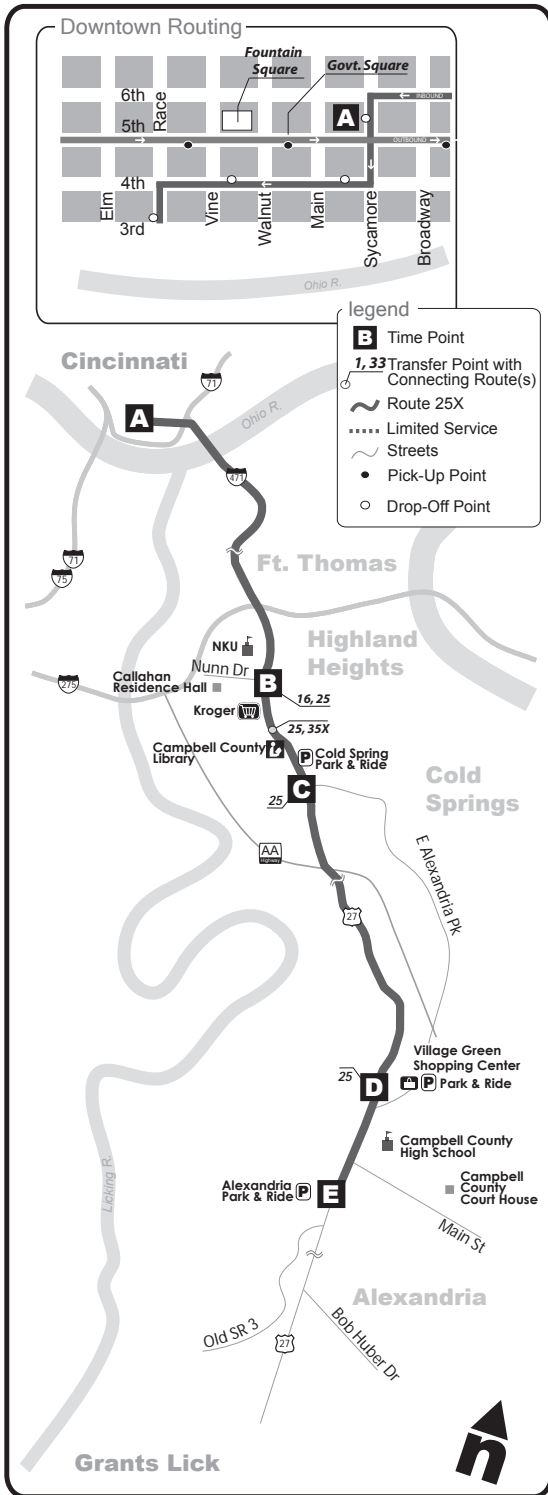 Downtown Routing
Fountain
Square
Govt. Square
6th
Race
INBOUND
A
5th
OUTBOUND
4th
Elm
Vine
Walnut
Main
Sycamore
Broadway
3rd
Ohio R.
legend
B Time Point
1, 33 Transfer Point with
Connecting Route(s)
Route 25X
Limited Service
Streets
Pick-Up Point
Drop-Off Point
Cincinnati
71
A
Ohio R.
471
71
75
Ft. Thomas
NKU
Highland
Heights
Nunn Dr
275
Callahan
Residence Hall
B
16, 25
Kroger
25, 35X
Campbell County
Library
P Cold Spring
Park & Ride
C
25
Cold
Springs
AA
Highway
E Alexandria Pk
27
Village Green
Shopping Center
25
D
P Park & Ride
Campbell County
High School
Alexandria
Park & Ride P
E
Campbell
County
Court House
Main St
Licking R.
Alexandria
Old SR 3
27
Bob Huber Dr
Grants Lick
n